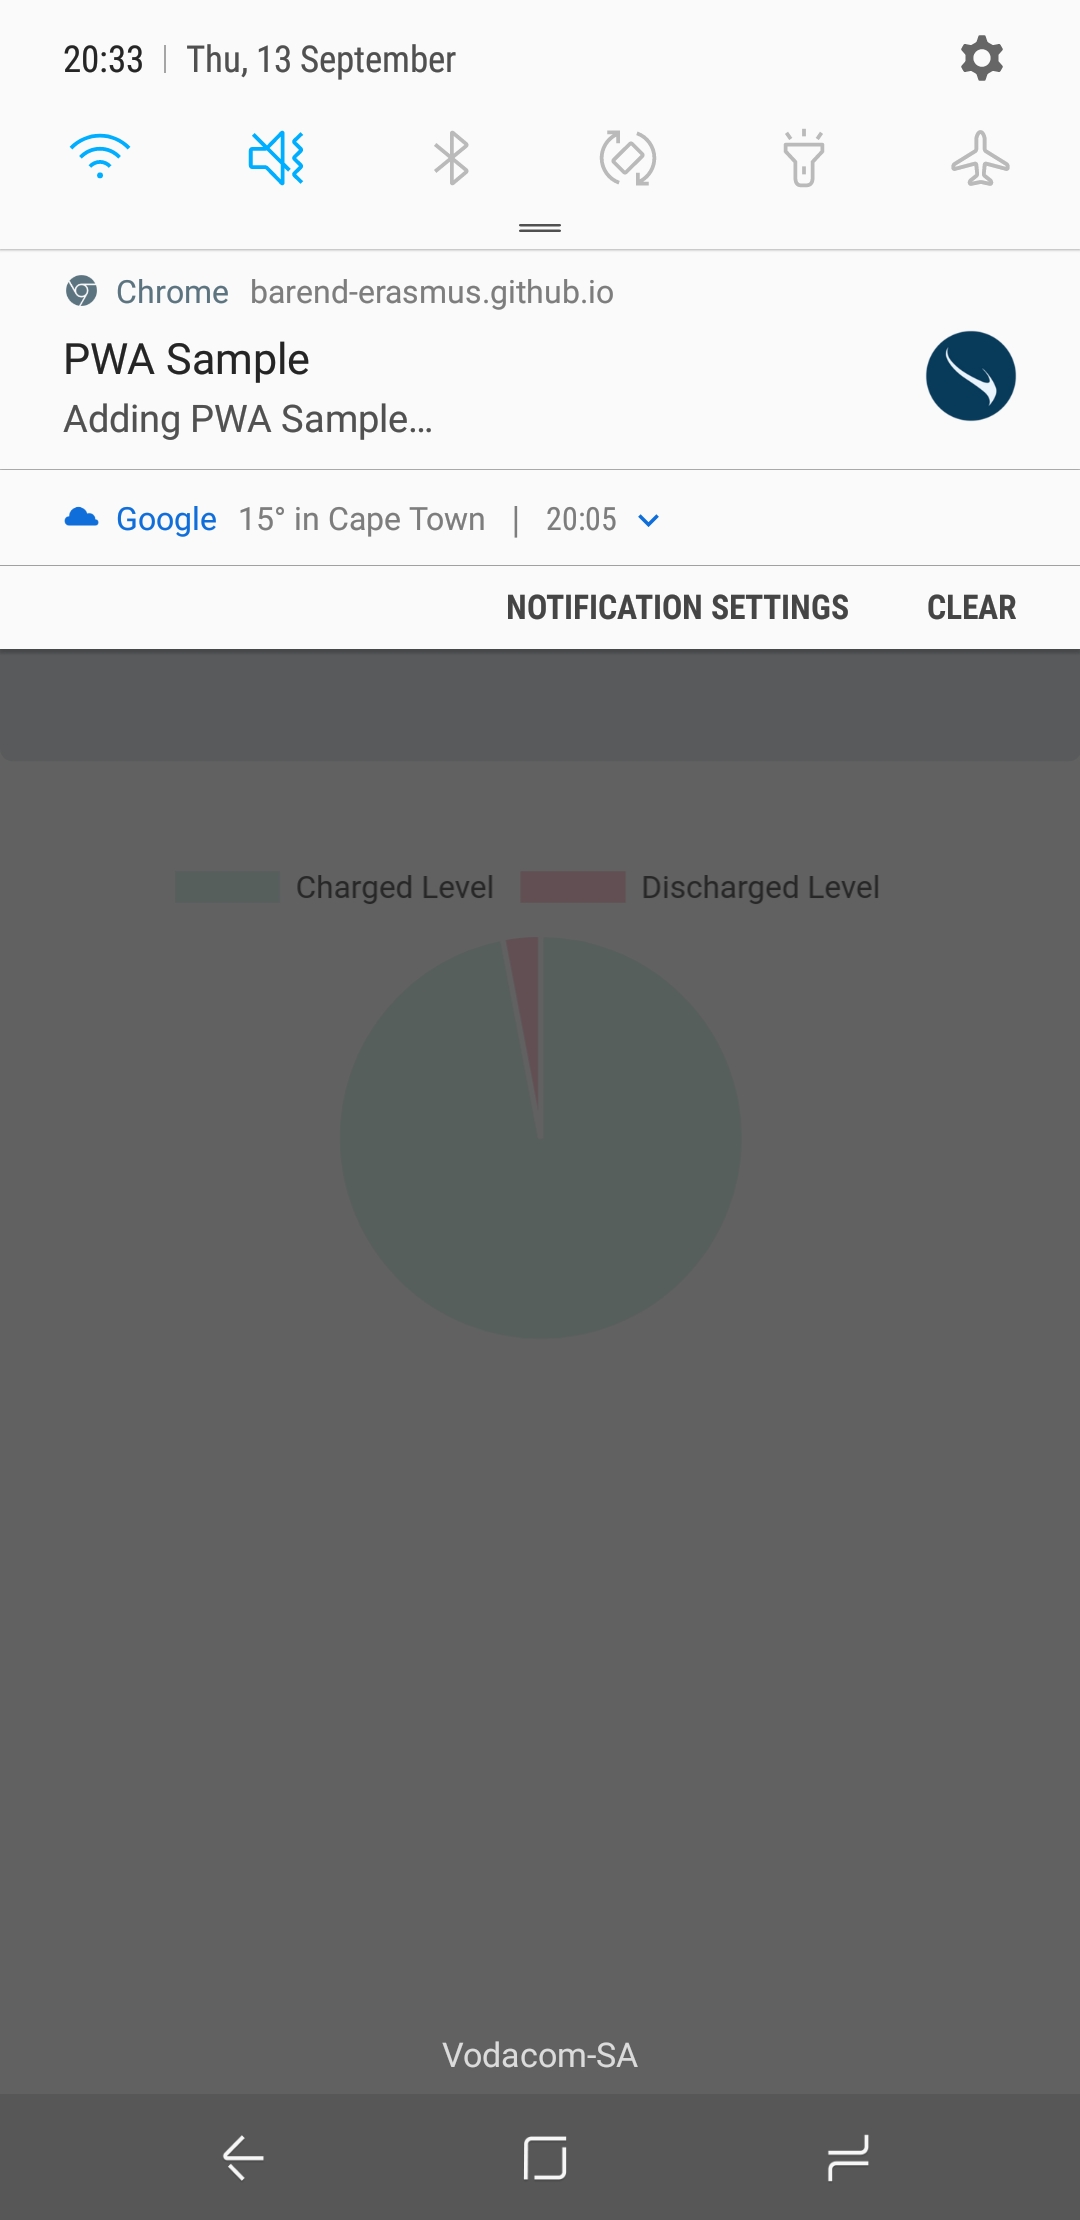 20:33 | Thu, 13 September
Chrome barend-erasmus.github.io
PWA Sample
Adding PWA Sample...
Google 15° in Cape Town | 20:05
NOTIFICATION SETTINGS CLEAR
Charged Level Discharged Level
Vodacom-SA